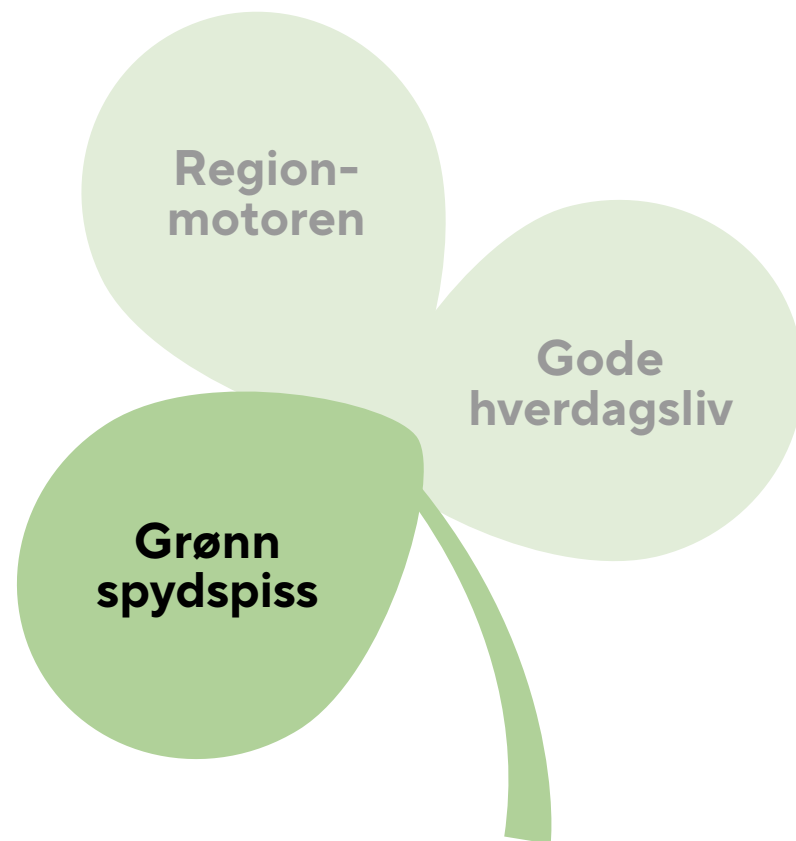 Region-
motoren
Gode
hverdagsliv
Grønn
spydspiss